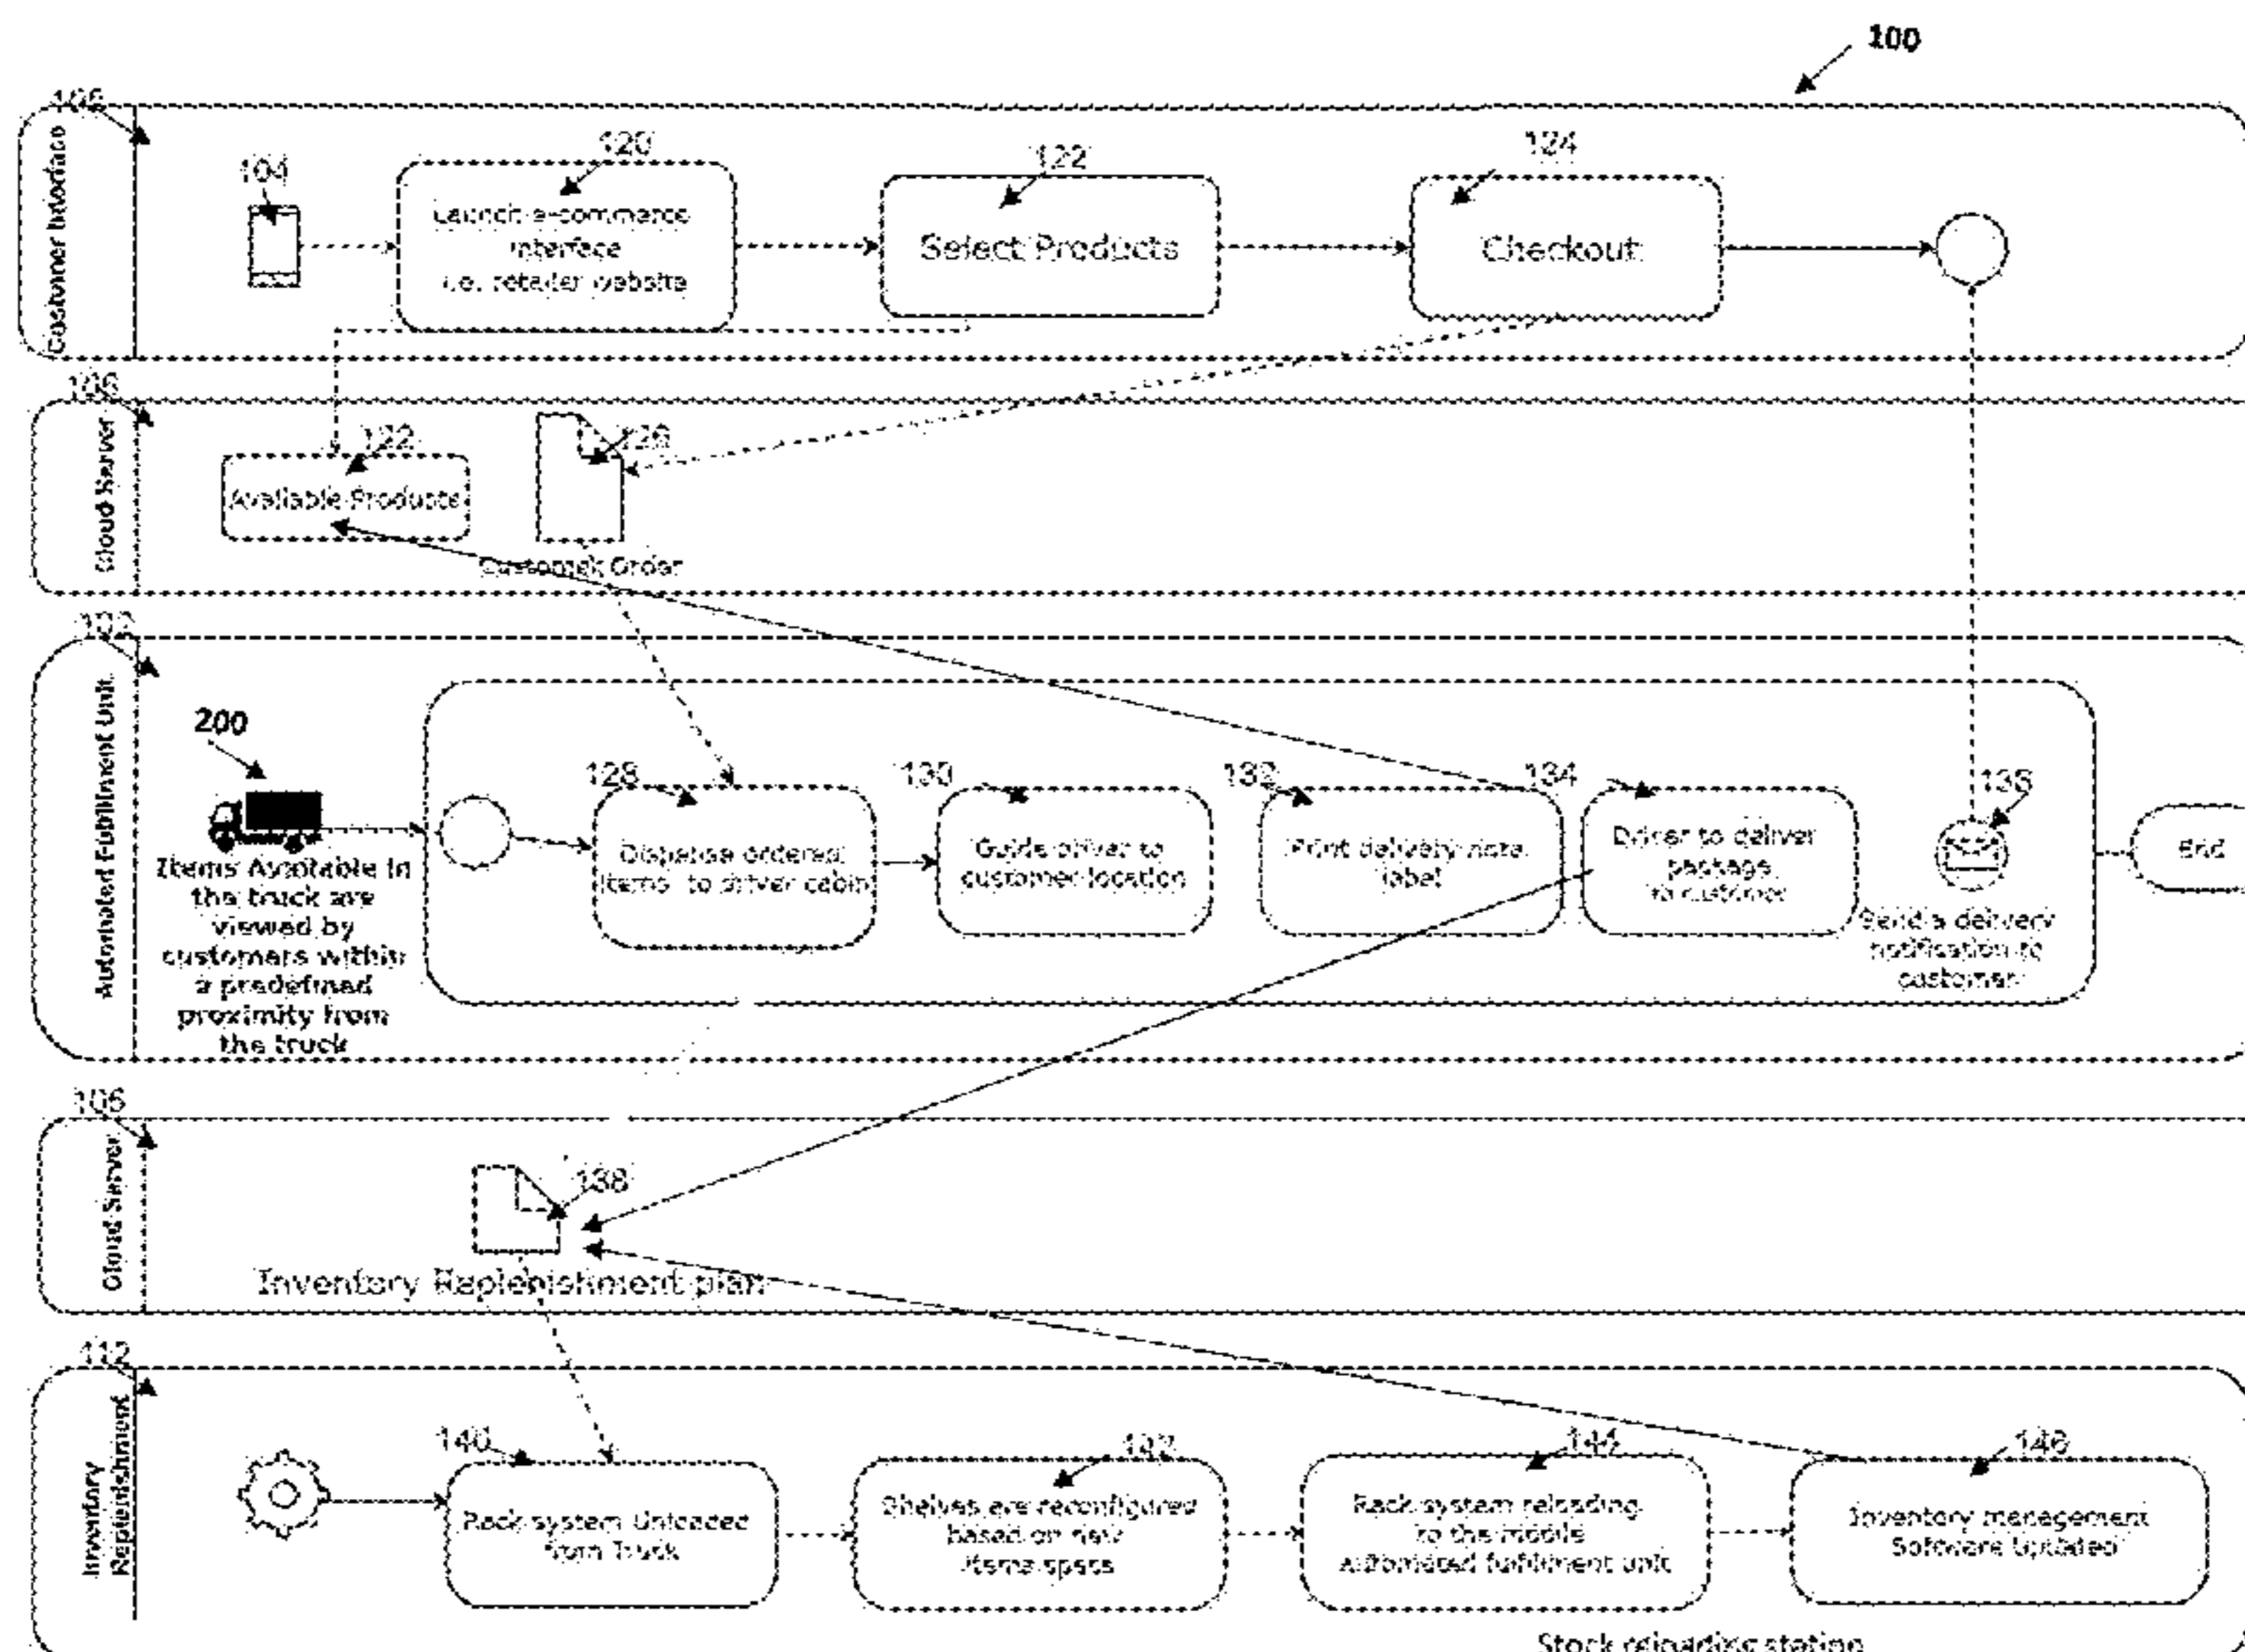 100
Customer Interface
104
120
Launch e-commerce
interface
i.e. retailer website
122
Select Products
124
Checkout
Cloud Server
122
Available Products
126
Customer Order
102
Automated Fulfillment Unit
200
Items Available in
the truck are
viewed by
customers within
a predefined
proximity from
the truck
128
Dispense ordered
items to driver cabin
130
Guide driver to
customer location
132
Print delivery note
label
134
Driver to deliver
package
to customer
136
Send a delivery
notification to
customer
End
106
Cloud Server
138
Inventory Replenishment plan
112
Inventory
Replenishment
140
Rack system Unloaded
from Truck
142
Shelves are reconfigured
based on new
items specs
144
Rack system reloading
to the mobile
automated fulfillment unit
146
Inventory management
Software Updated
Stock reloading station